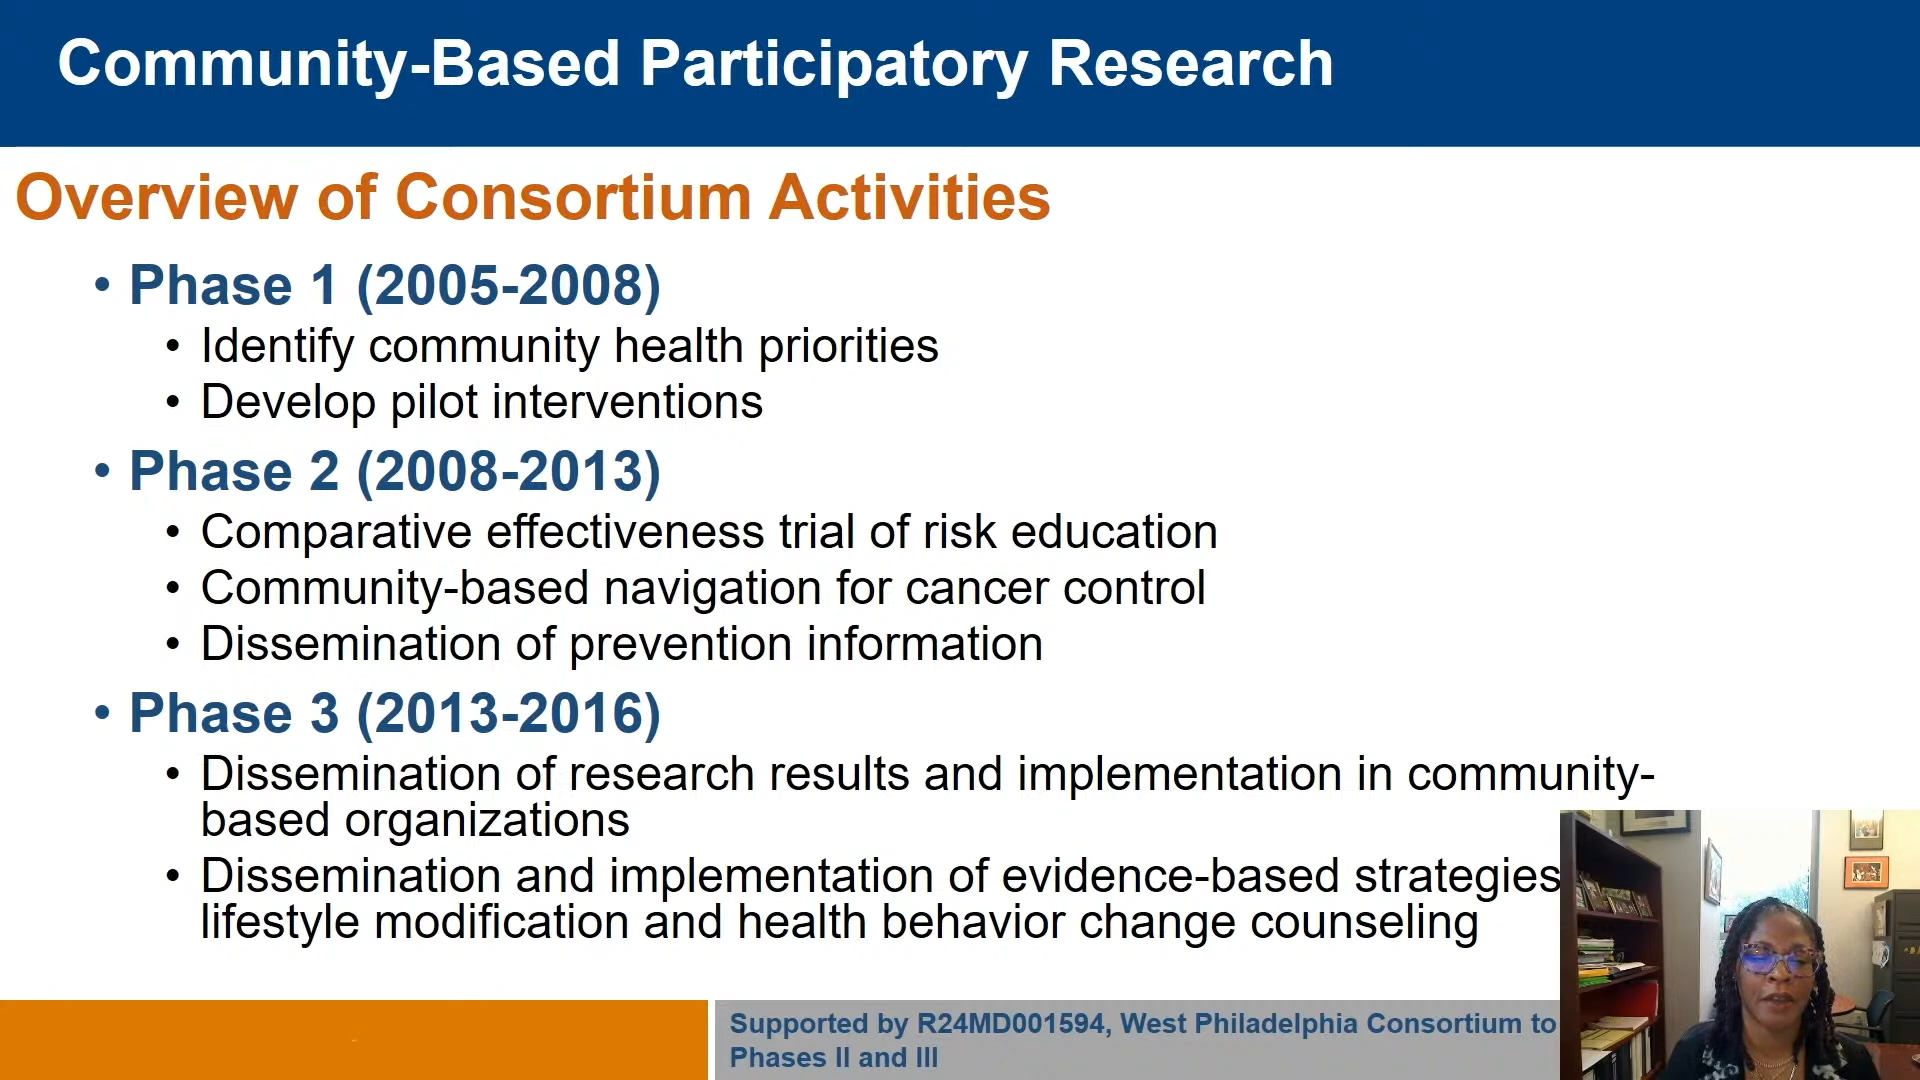 Community-Based Participatory Research
Overview of Consortium Activities
• Phase 1 (2005-2008)
• Identify community health priorities
• Develop pilot interventions
• Phase 2 (2008-2013)
• Comparative effectiveness trial of risk education
• Community-based navigation for cancer control
• Dissemination of prevention information
• Phase 3 (2013-2016)
• Dissemination of research results and implementation in community-
based organizations
• Dissemination and implementation of evidence-based strategies
lifestyle modification and health behavior change counseling
Supported by R24MD001594, West Philadelphia Consortium to
Phases II and III